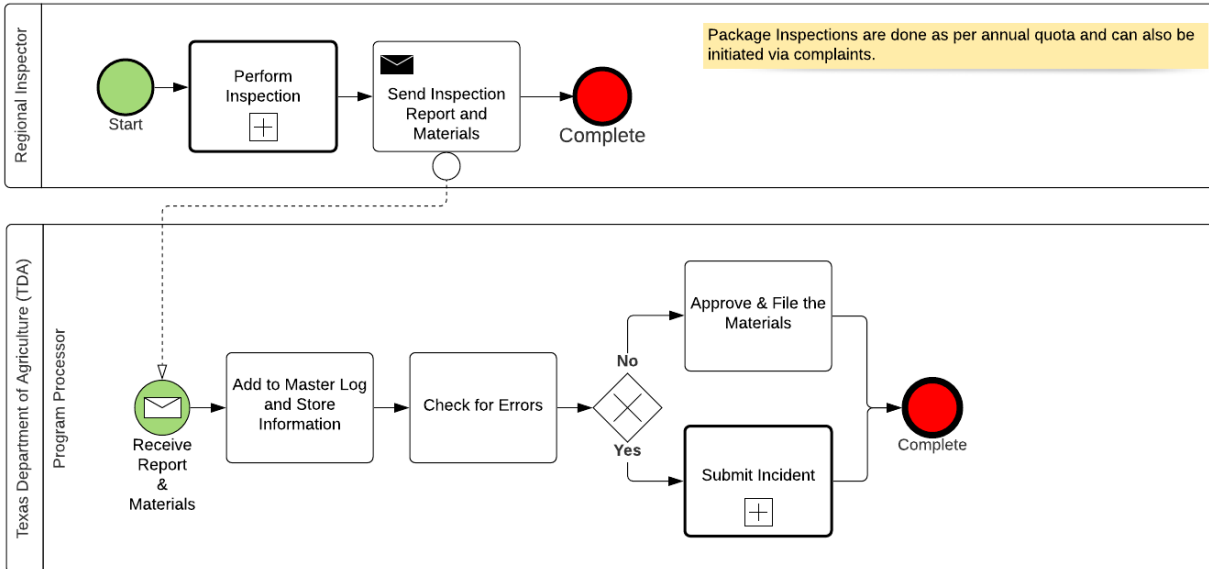 Regional Inspector
Package Inspections are done as per annual quota and can also be
initiated via complaints.
Start
Perform
Inspection
Send Inspection
Report and
Materials
Complete
Texas Department of Agriculture (TDA)
Program Processor
Receive
Report
&
Materials
Add to Master Log
and Store
Information
Check for Errors
No
Yes
Approve & File the
Materials
Submit Incident
Complete